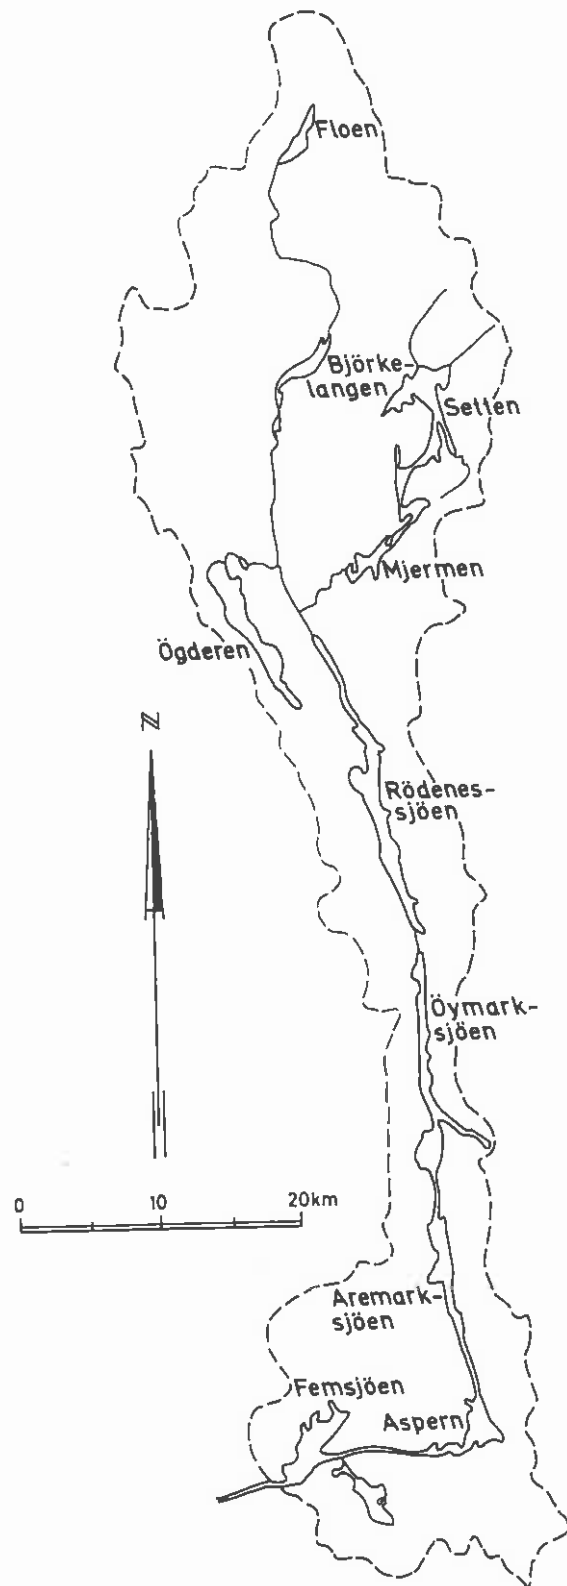 Floen
Björke-
langen
Setten
Mjermen
Ögderen
N
Rödenes-
sjöen
Öymark-
sjöen
0 10 20km
Aremark-
sjöen
Femsjöen
Aspern